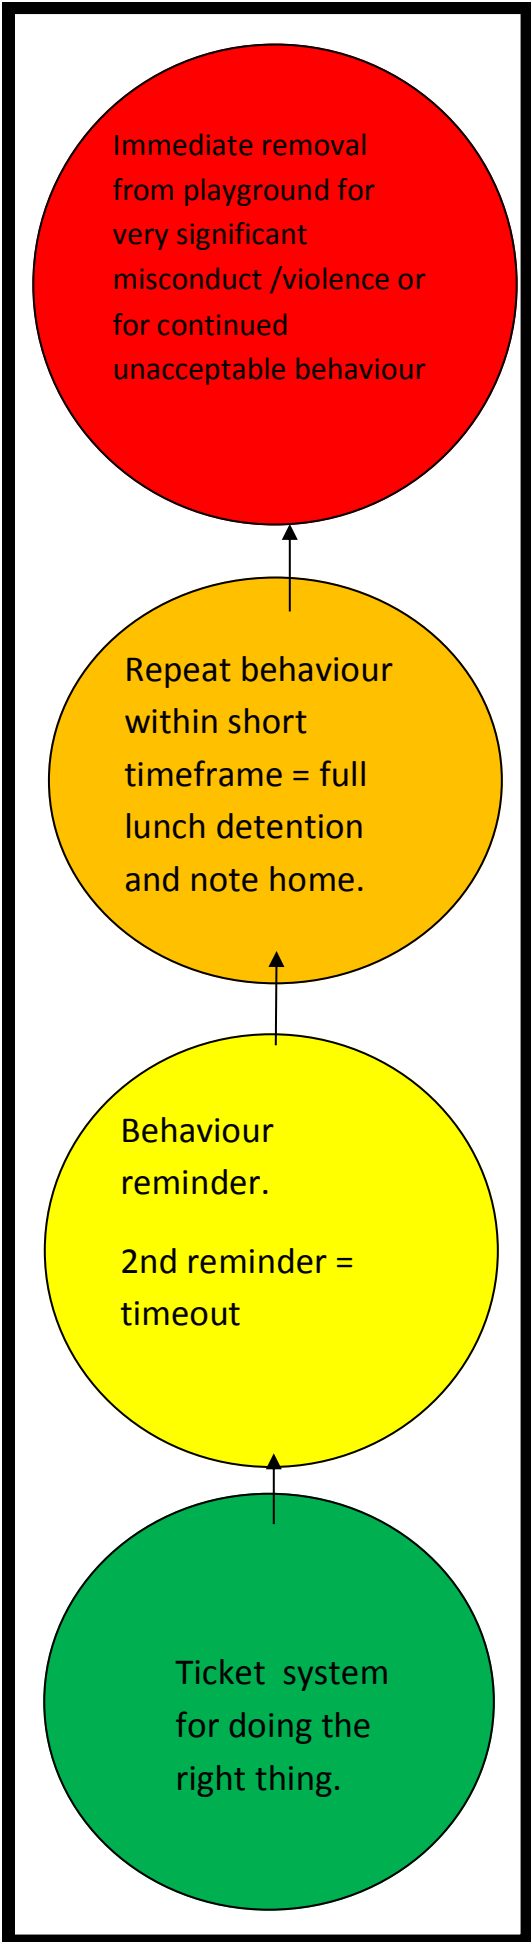 Immediate removal
from playground for
very significant
misconduct /violence or
for continued
unacceptable behaviour
Repeat behaviour
within short
timeframe = full
lunch detention
and note home.
Behaviour
reminder.
2nd reminder =
timeout
Ticket  system
for doing the
right thing.